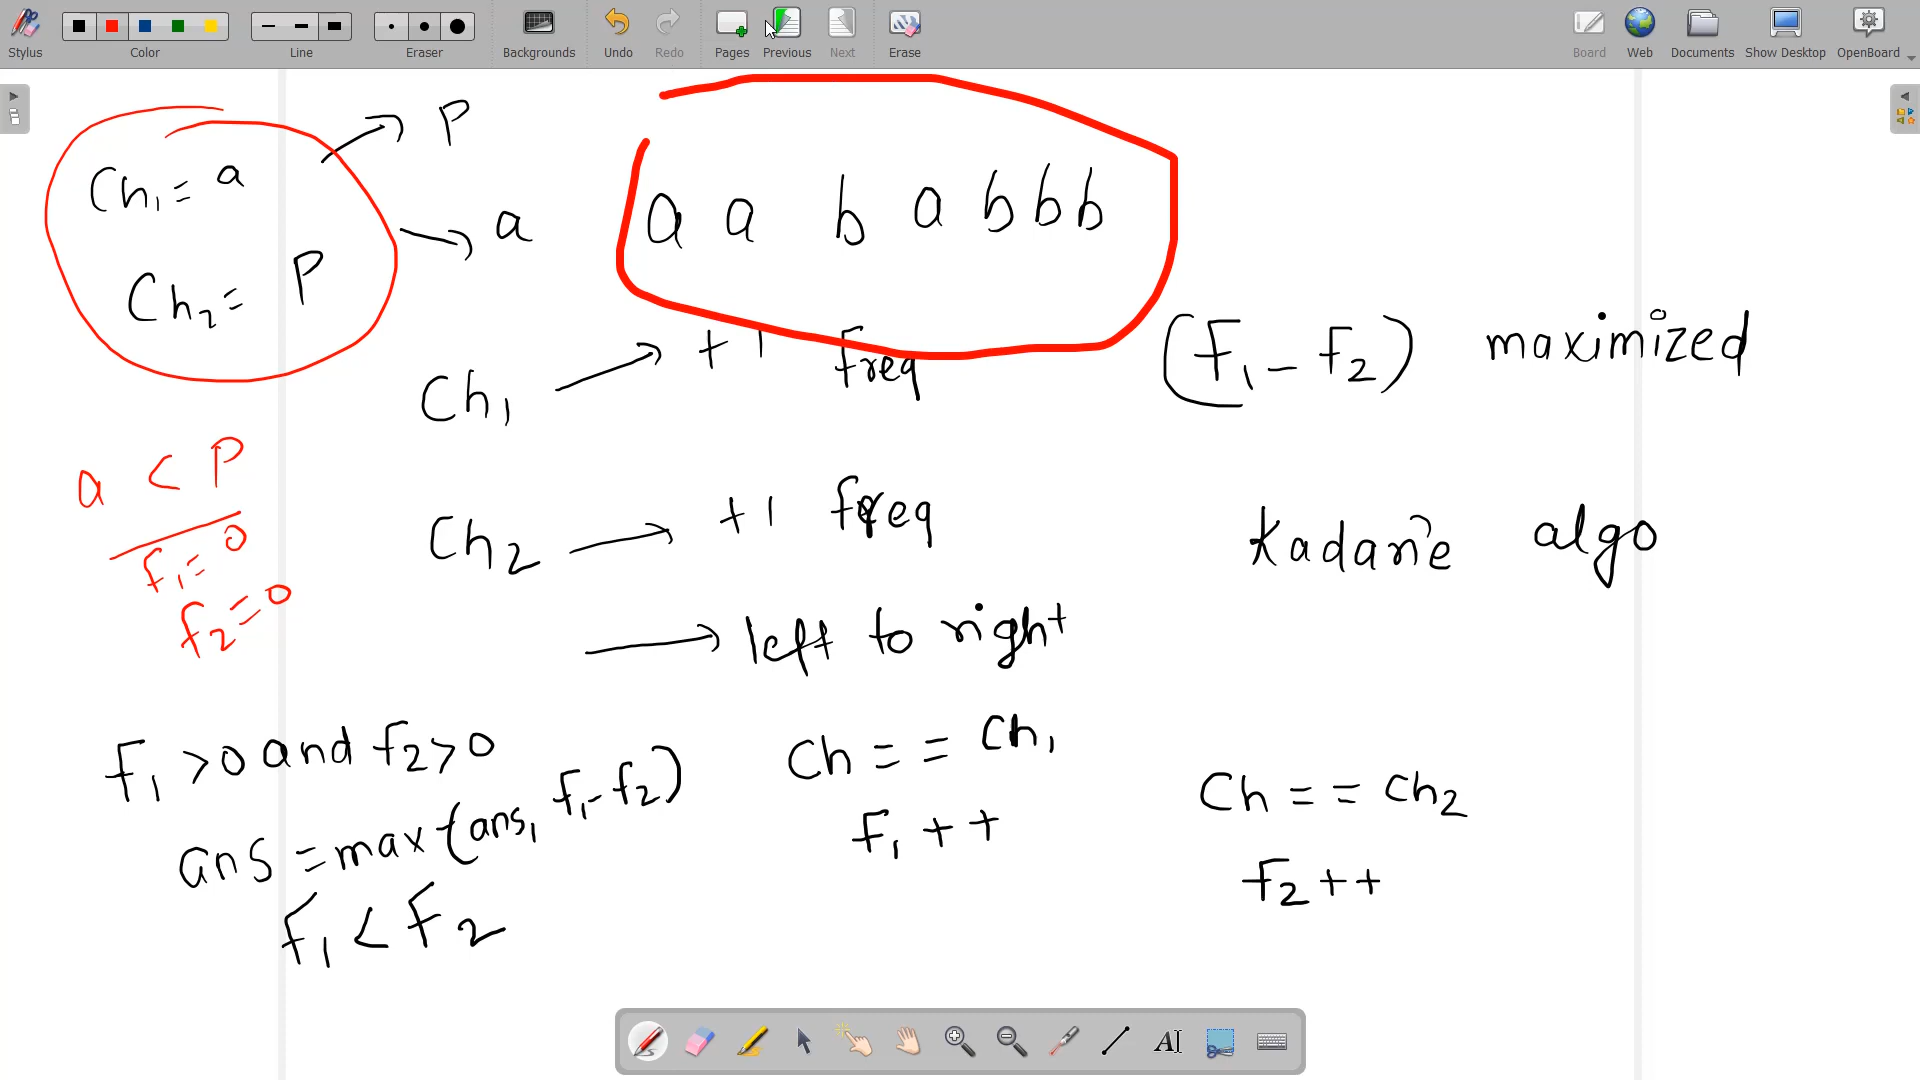 Stylus Color Line Eraser Backgrounds Undo Redo Pages Previous Next Erase Board Web Documents Show Desktop OpenBoard
Ch1 = a
→ P
→ a
Ch2 = P
a a b a b b b
Ch1 → +1 freq
(F1 - F2) maximized
a < P
f1 = 0
f2 = 0
Ch2 → +1 freq
Kadane algo
→ left to right
F1 > 0 and f2 > 0
ans = max(ans, f1 - f2)
F1 < F2
Ch == Ch1
F1 ++
Ch == Ch2
F2 ++